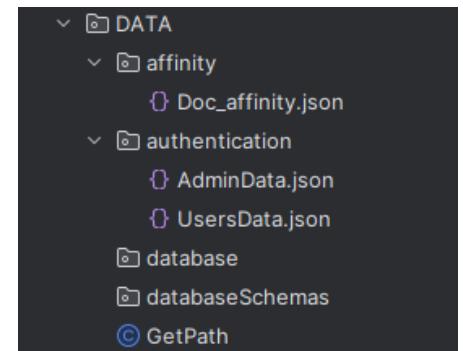 DATA
affinity
Doc_affinity.json
authentication
AdminData.json
UsersData.json
database
databaseSchemas
GetPath